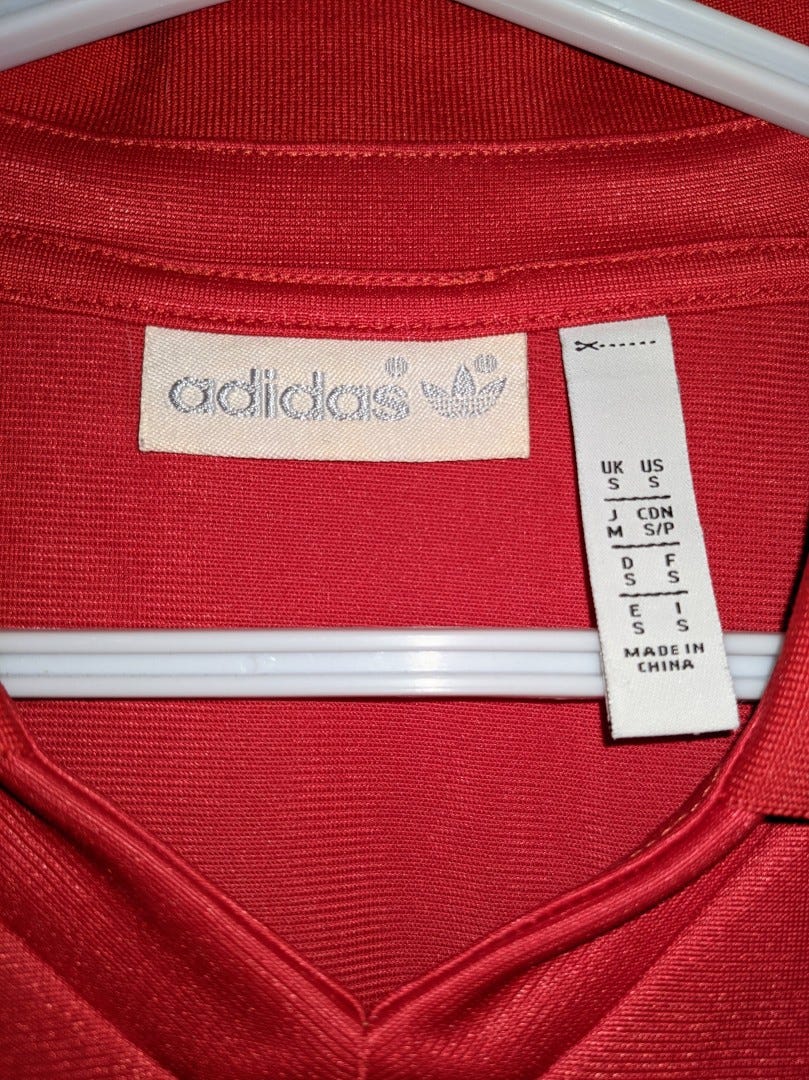 adidas®
UK US
S S
J CDN
M S/P
D F
S S
E I
S S
MADE IN
CHINA